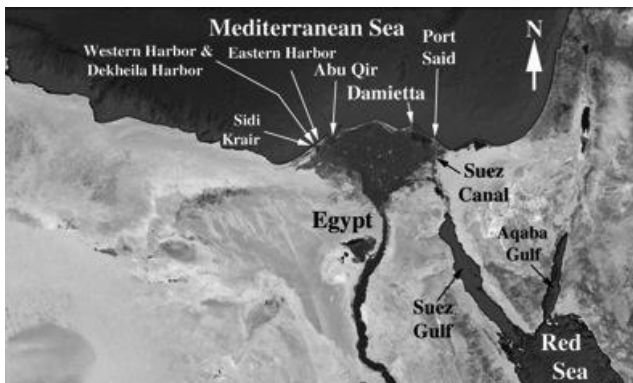 Mediterranean Sea
Western Harbor &
Dekheila Harbor
Eastern Harbor
Port
Said
N
Abu Qir
Damietta
Sidi
Krair
Suez
Canal
Egypt
Aqaba
Gulf
Suez
Gulf
Red
Sea